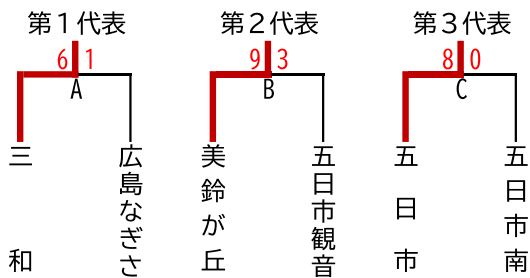 第1代表
6 1
A
三和
広島なぎさ
第2代表
9 3
B
美鈴が丘
五日市観音
第3代表
8 0
C
五日市
五日市南